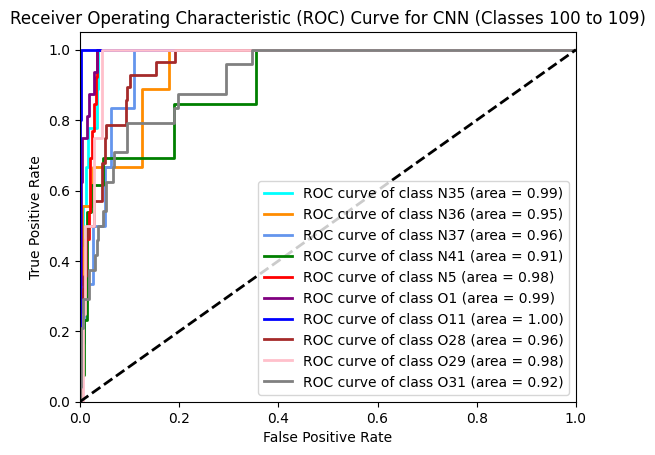 Receiver Operating Characteristic (ROC) Curve for CNN (Classes 100 to 109)
1.0
0.8
0.6
0.4
0.2
0.0
True Positive Rate
ROC curve of class N35 (area = 0.99)
ROC curve of class N36 (area = 0.95)
ROC curve of class N37 (area = 0.96)
ROC curve of class N41 (area = 0.91)
ROC curve of class N5 (area = 0.98)
ROC curve of class O1 (area = 0.99)
ROC curve of class O11 (area = 1.00)
ROC curve of class O28 (area = 0.96)
ROC curve of class O29 (area = 0.98)
ROC curve of class O31 (area = 0.92)
0.0 0.2 0.4 0.6 0.8 1.0
False Positive Rate